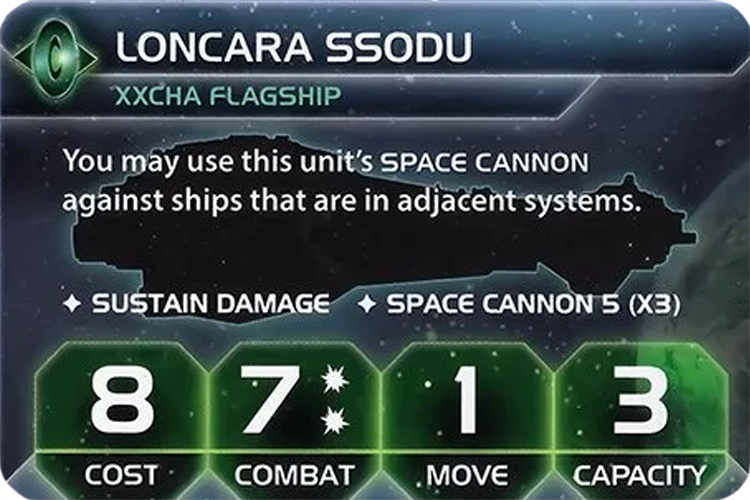 LONCARA SSODU
XXCHA FLAGSHIP
You may use this unit's SPACE CANNON
against ships that are in adjacent systems.
✦ SUSTAIN DAMAGE ✦ SPACE CANNON 5 (X3)
8 7 1 3
COST COMBAT MOVE CAPACITY